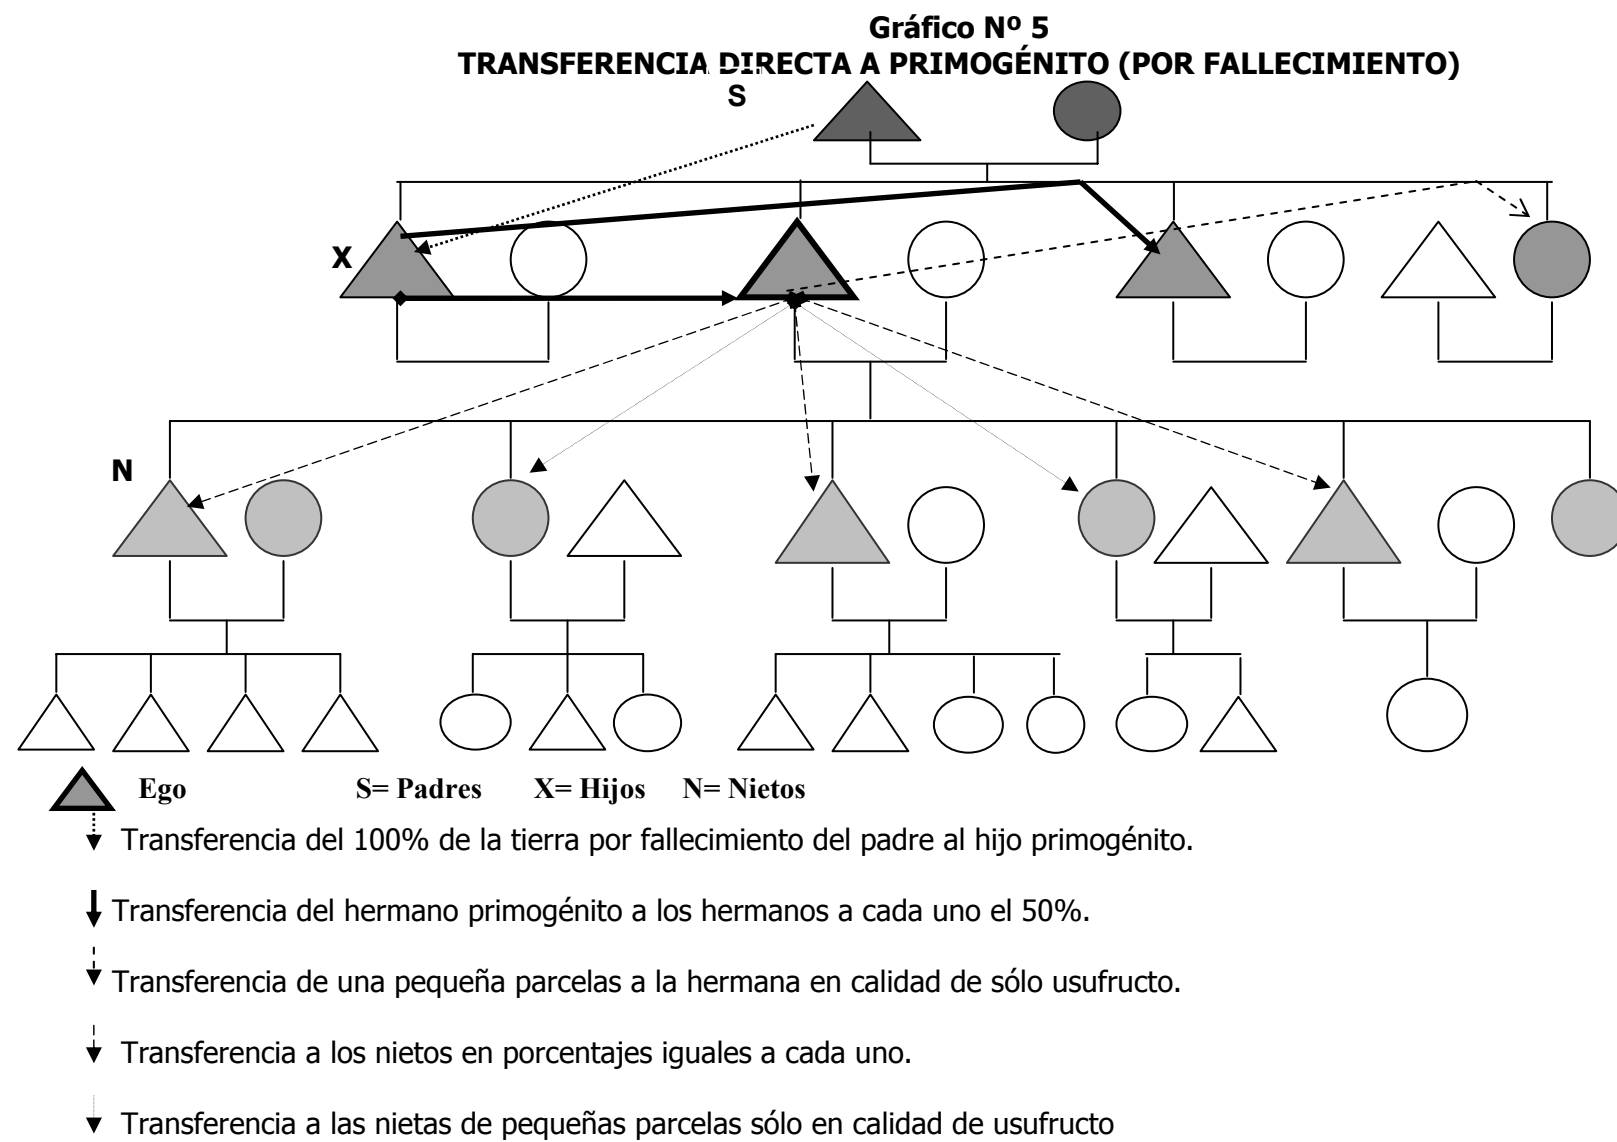 Gráfico Nº 5
TRANSFERENCIA DIRECTA A PRIMOGÉNITO (POR FALLECIMIENTO)
S
X
N
Ego S= Padres X= Hijos N= Nietos
Transferencia del 100% de la tierra por fallecimiento del padre al hijo primogénito.
Transferencia del hermano primogénito a los hermanos a cada uno el 50%.
Transferencia de una pequeña parcelas a la hermana en calidad de sólo usufructo.
Transferencia a los nietos en porcentajes iguales a cada uno.
Transferencia a las nietas de pequeñas parcelas sólo en calidad de usufructo